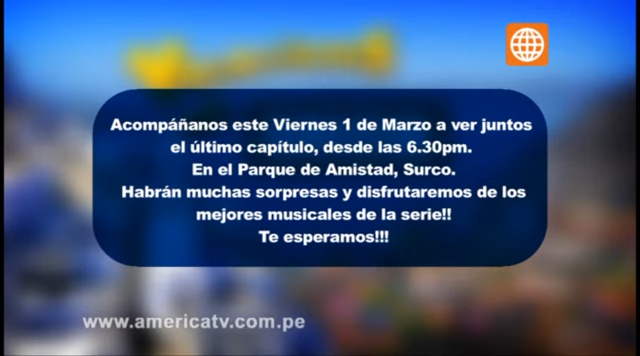 Acompáñanos este Viernes 1 de Marzo a ver juntos
el último capítulo, desde las 6.30pm.
En el Parque de Amistad, Surco.
Habrán muchas sorpresas y disfrutaremos de los
mejores musicales de la serie!!
Te esperamos!!!
www.americatv.com.pe